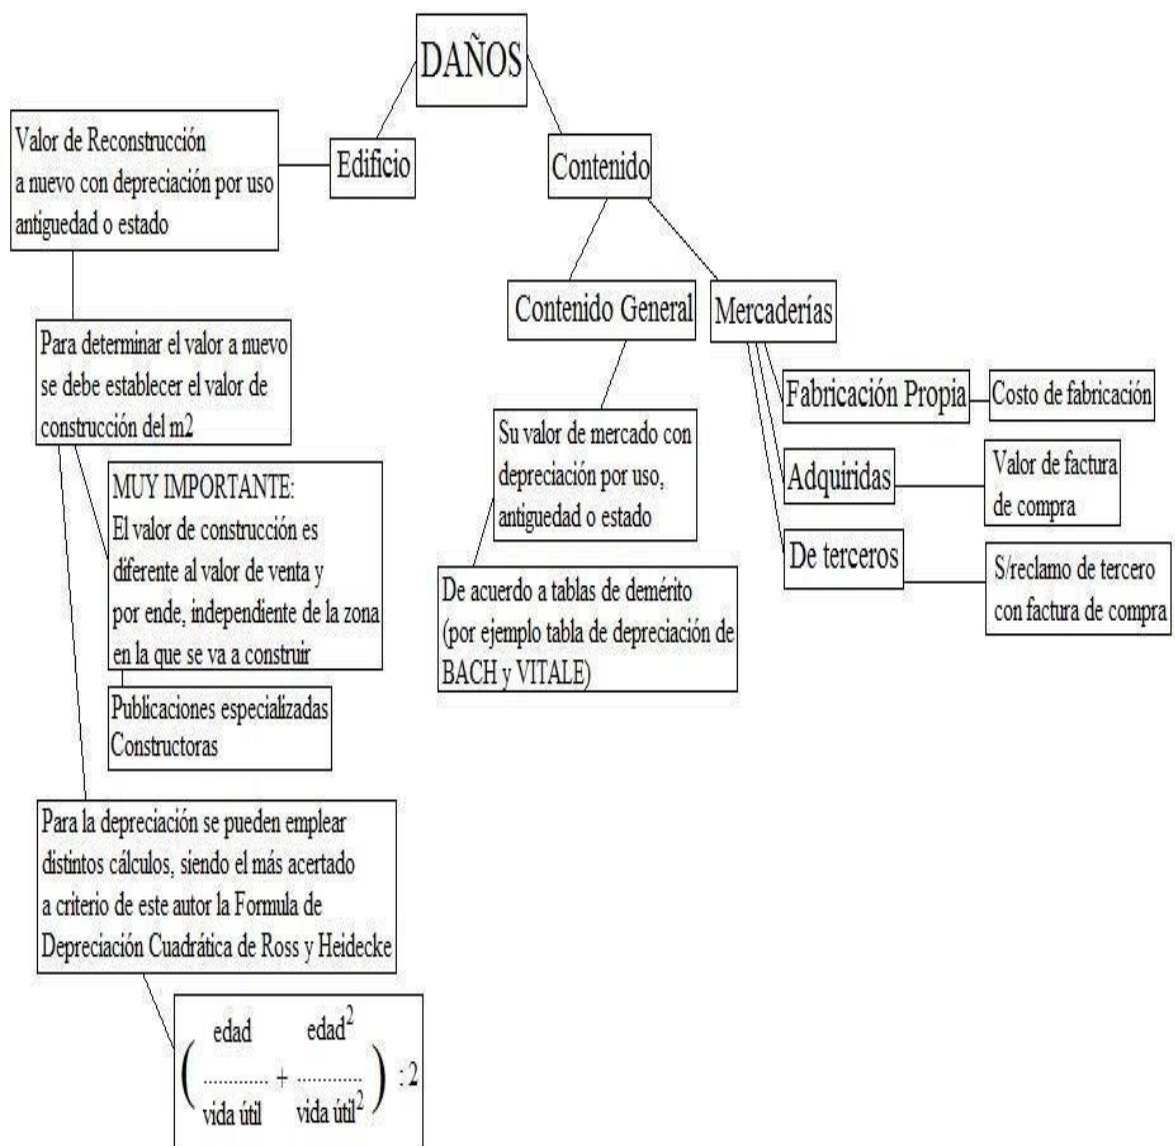 DAÑOS
Edificio
Valor de Reconstrucción
a nuevo con depreciación por uso
antiguedad o estado
Para determinar el valor a nuevo
se debe establecer el valor de
construcción del m2
MUY IMPORTANTE:
El valor de construcción es
diferente al valor de venta y
por ende, independiente de la zona
en la que se va a construir
Publicaciones especializadas
Constructoras
Para la depreciación se pueden emplear
distintos cálculos, siendo el más acertado
a criterio de este autor la Formula de
Depreciación Cuadrática de Ross y Heidecke
edad edad²
( ............. + ............. ) : 2
vida útil vida útil²
Contenido
Contenido General
Su valor de mercado con
depreciación por uso,
antiguedad o estado
De acuerdo a tablas de demérito
(por ejemplo tabla de depreciación de
BACH y VITALE)
Mercaderías
Fabricación Propia
Costo de fabricación
Adquiridas
Valor de factura
de compra
De terceros
S/reclamo de tercero
con factura de compra